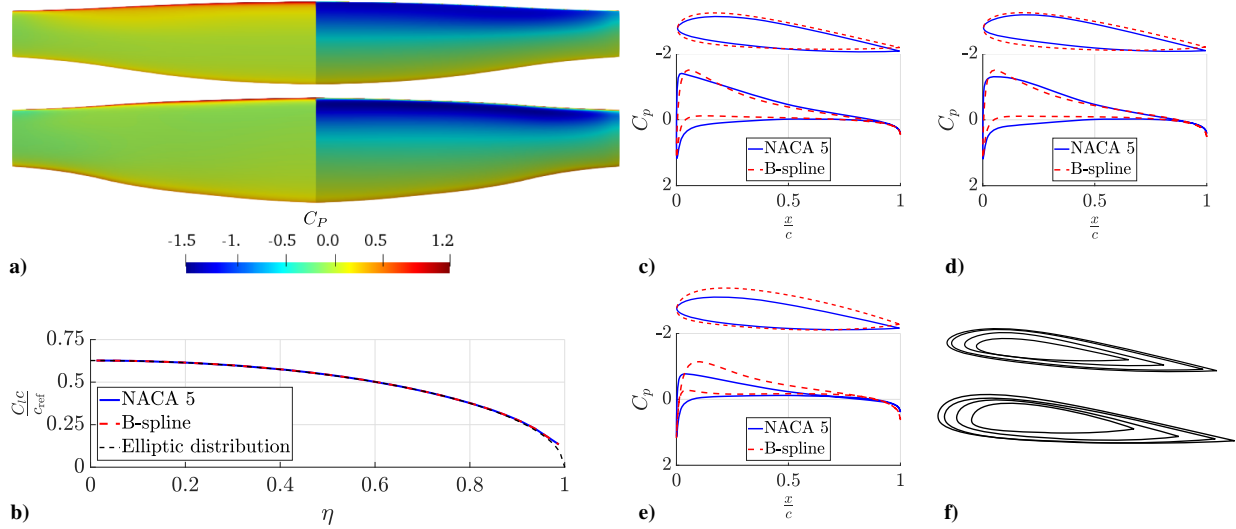 C_P
-1.5 -1. -0.5 0.0 0.5 1.2
a)
-2
0
2
C_p
NACA 5
B-spline
0 0.5 1
x/c
c)
-2
0
2
C_p
NACA 5
B-spline
0 0.5 1
x/c
d)
0.75
0.5
0.25
0
C_l c/c_ref
NACA 5
B-spline
Elliptic distribution
0 0.2 0.4 0.6 0.8 1
η
b)
-2
0
2
C_p
NACA 5
B-spline
0 0.5 1
x/c
e)
f)